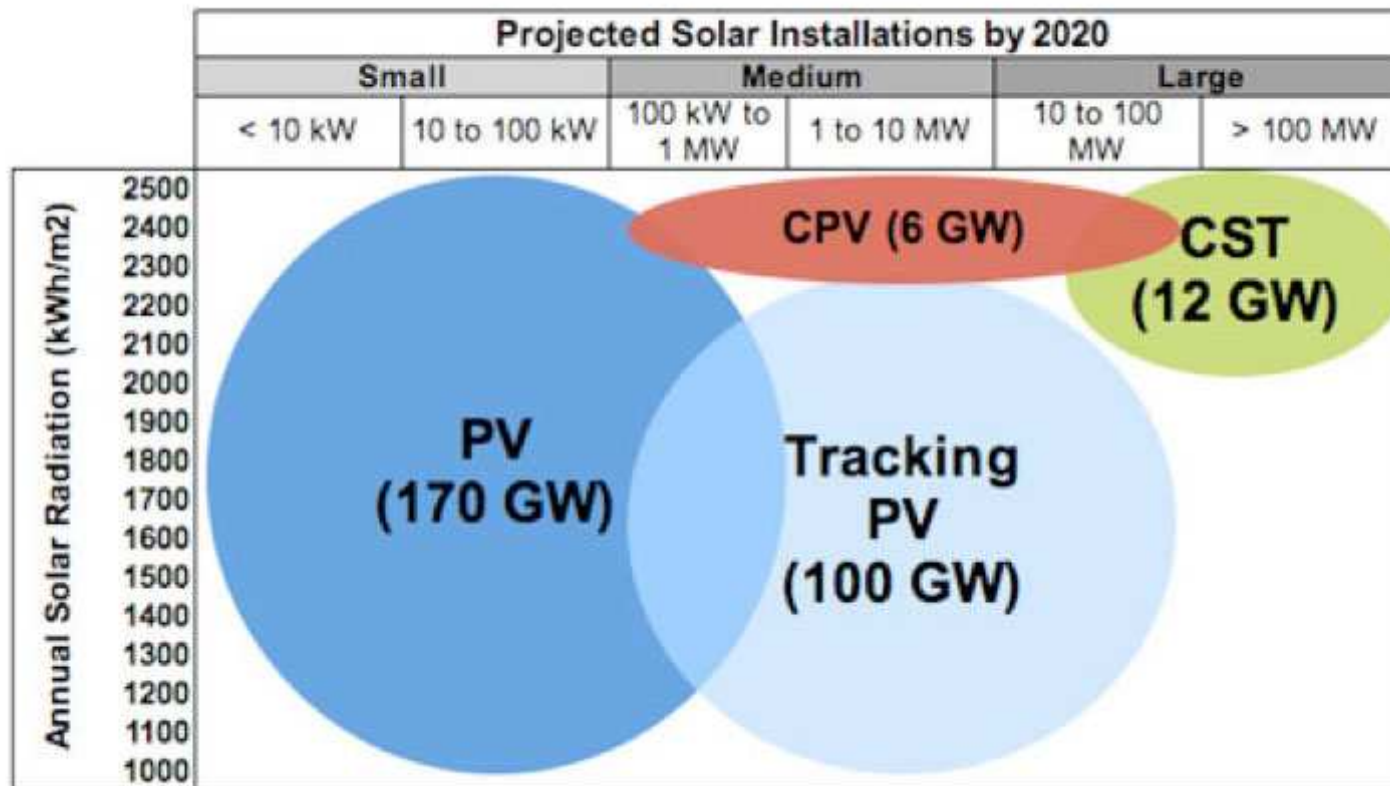 Projected Solar Installations by 2020
Small Medium Large
< 10 kW 10 to 100 kW 100 kW to 1 MW 1 to 10 MW 10 to 100 MW > 100 MW
Annual Solar Radiation (kWh/m2)
2500
2400
2300
2200
2100
2000
1900
1800
1700
1600
1500
1400
1300
1200
1100
1000
PV
(170 GW)
CPV (6 GW)
Tracking
PV
(100 GW)
CST
(12 GW)